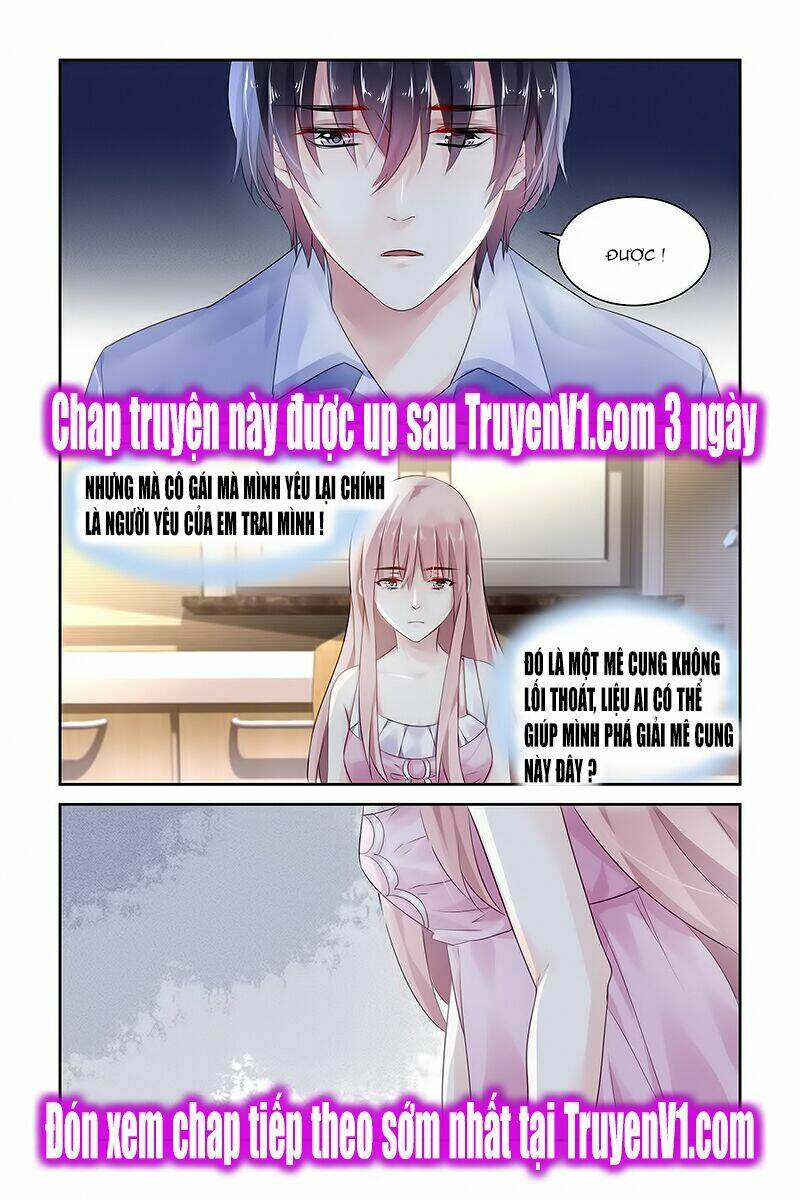 ĐƯỢC !
Chap truyện này được up sau TruyenV1.com 3 ngày
NHƯNG MÀ CÔ GÁI MÀ MÌNH YÊU LẠI CHÍNH
LÀ NGƯỜI YÊU CỦA EM TRAI MÌNH !
ĐÓ LÀ MỘT MÊ CUNG KHÔNG
LỐI THOÁT, LIỆU AI CÓ THỂ
GIÚP MÌNH PHÁ GIẢI MÊ CUNG
NÀY ĐÂY ?
Đón xem chap tiếp theo sớm nhất tại TruyenV1.com